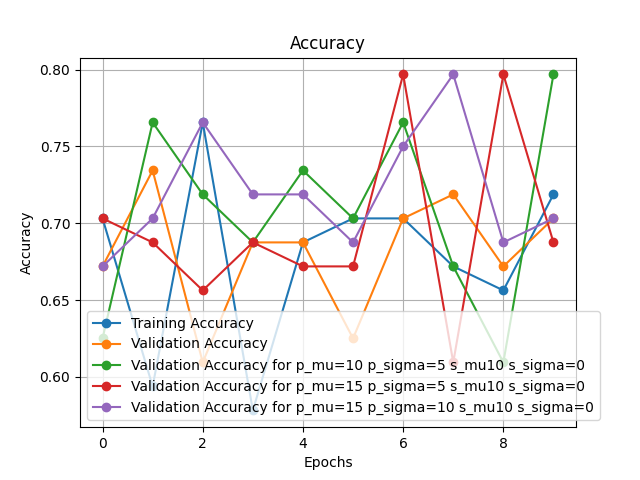 Accuracy
0.80
0.75
0.70
0.65
0.60
Accuracy
Training Accuracy
Validation Accuracy
Validation Accuracy for p_mu=10 p_sigma=5 s_mu10 s_sigma=0
Validation Accuracy for p_mu=15 p_sigma=5 s_mu10 s_sigma=0
Validation Accuracy for p_mu=15 p_sigma=10 s_mu10 s_sigma=0
0 2 4 6 8
Epochs